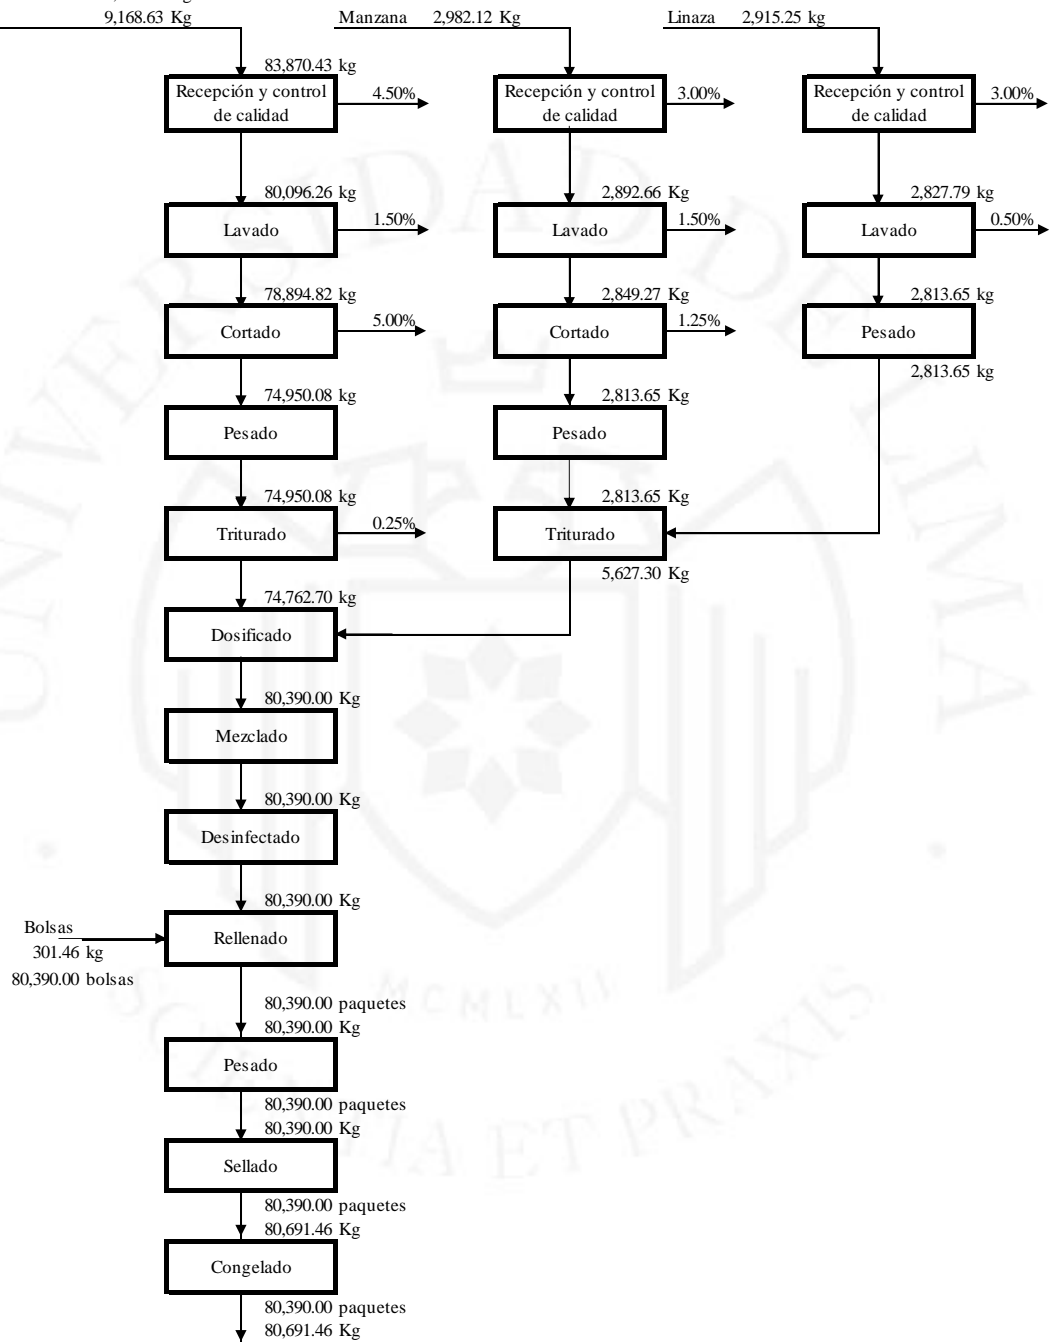 9,168.63 Kg
Manzana 2,982.12 Kg
Linaza 2,915.25 kg
83,870.43 kg
Recepción y control
de calidad
4.50%
Recepción y control
de calidad
3.00%
Recepción y control
de calidad
3.00%
80,096.26 kg
2,892.66 Kg
2,827.79 kg
Lavado
1.50%
Lavado
1.50%
Lavado
0.50%
78,894.82 kg
2,849.27 Kg
2,813.65 kg
Cortado
5.00%
Cortado
1.25%
Pesado
2,813.65 kg
74,950.08 kg
2,813.65 Kg
Pesado
Pesado
74,950.08 kg
2,813.65 Kg
Triturado
0.25%
Triturado
5,627.30 Kg
74,762.70 kg
Dosificado
80,390.00 Kg
Mezclado
80,390.00 Kg
Desinfectado
80,390.00 Kg
Bolsas
301.46 kg
80,390.00 bolsas
Rellenado
80,390.00 paquetes
80,390.00 Kg
Pesado
80,390.00 paquetes
80,390.00 Kg
Sellado
80,390.00 paquetes
80,691.46 Kg
Congelado
80,390.00 paquetes
80,691.46 Kg
UNIVERSIDAD DE LIMA
MCMLXII
SCIENTIA ET PRAXIS